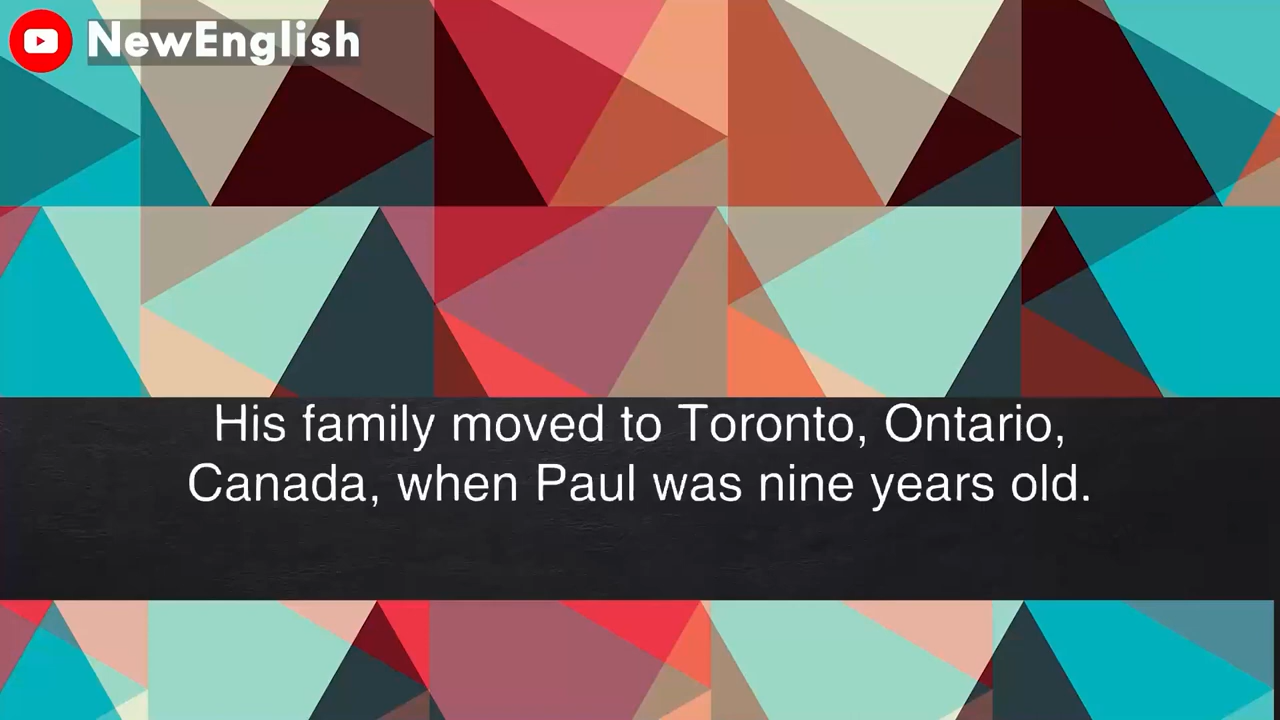 NewEnglish
His family moved to Toronto, Ontario,
Canada, when Paul was nine years old.